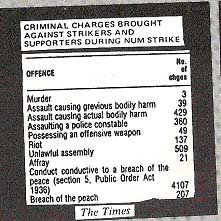 CRIMINAL CHARGES BROUGHT
AGAINST STRIKERS AND
SUPPORTERS DURING NUM STRIKE
OFFENCE No. of chges
Murder 3
Assault causing grevious bodily harm 39
Assault causing actual bodily harm 429
Assaulting a police constable 360
Possessing an offensive weapon 49
Riot 137
Unlawful assembly 509
Affray 21
Conduct conductive to a breach of the
peace (section 5, Public Order Act
1936) 4107
Breach of the peace 207
The Times